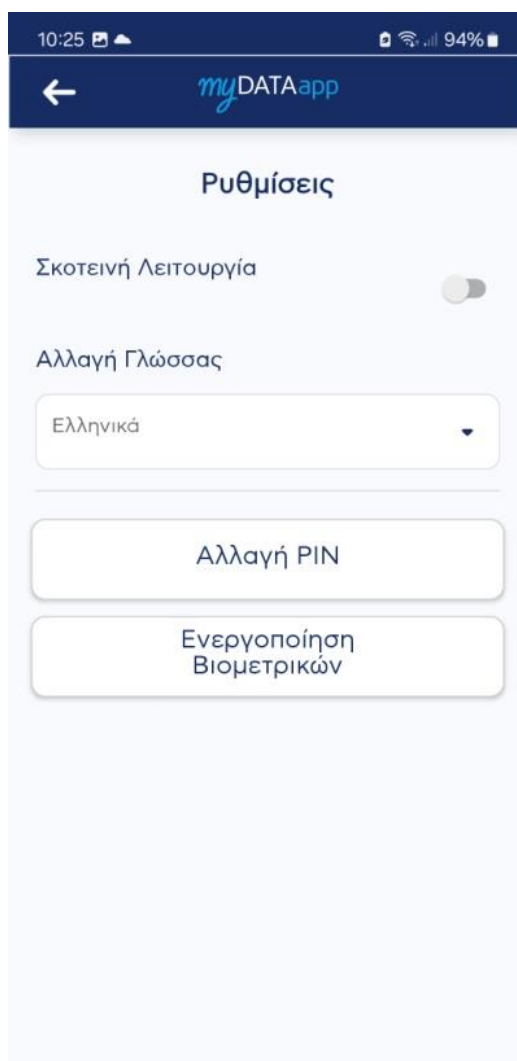 10:25 94%
myDATAapp
Ρυθμίσεις
Σκοτεινή Λειτουργία
Αλλαγή Γλώσσας
Ελληνικά
Αλλαγή PIN
Ενεργοποίηση
Βιομετρικών